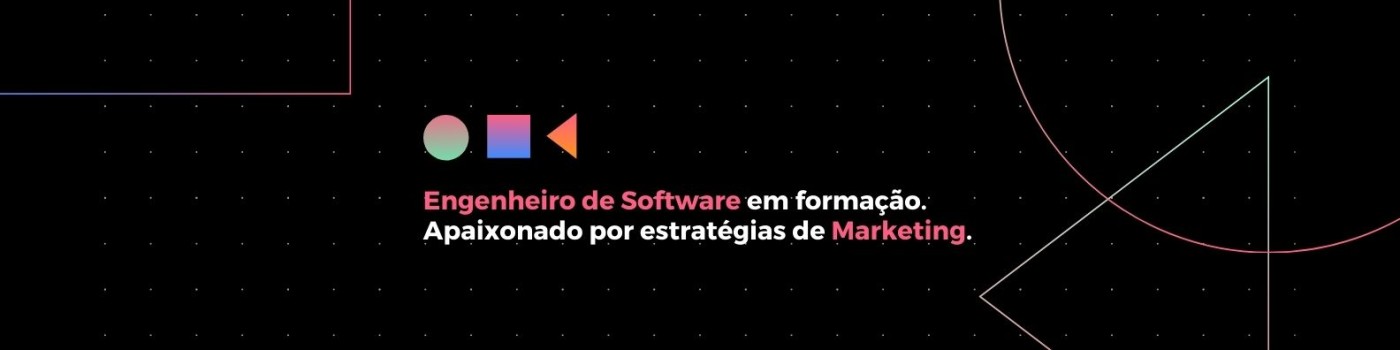 Engenheiro de Software em formação.
Apaixonado por estratégias de Marketing.